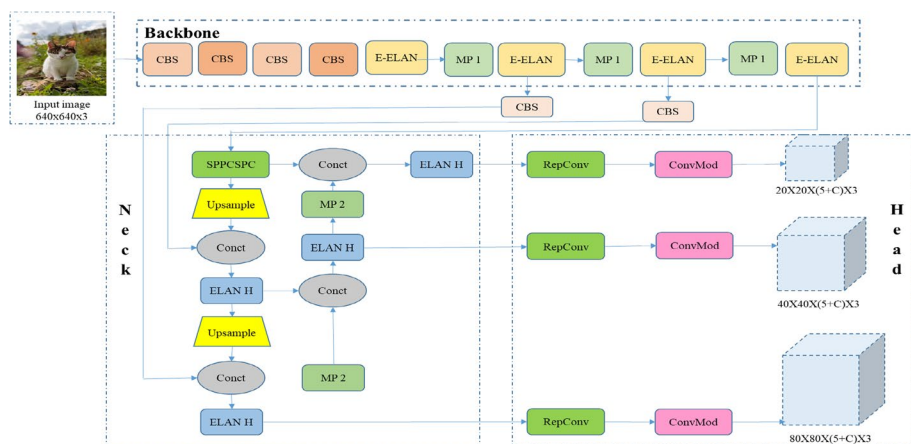 Backbone
CBS CBS CBS CBS E-ELAN MP 1 E-ELAN MP 1 E-ELAN MP 1 E-ELAN
Input image
640x640x3
CBS CBS
SPPCSPC Conct ELAN H RepConv ConvMod
20X20X(5+C)X3
Upsample MP 2
Neck
Head
Conct ELAN H RepConv ConvMod
ELAN H Conct
40X40X(5+C)X3
Upsample
Conct MP 2
ELAN H RepConv ConvMod
80X80X(5+C)X3